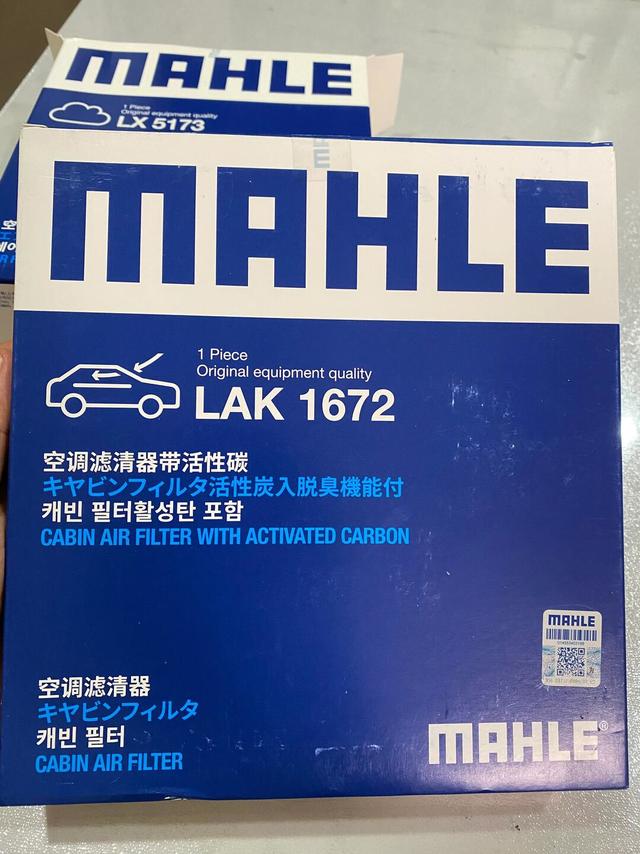 MAHLE
1 Piece
Original equipment quality
LX 5173
MAHLE
1 Piece
Original equipment quality
LAK 1672
空调滤清器带活性碳
キャビンフィルタ活性炭入脱臭機能付
캐빈 필터활성탄 포함
CABIN AIR FILTER WITH ACTIVATED CARBON
MAHLE
空调滤清器
キャビンフィルタ
캐빈 필터
CABIN AIR FILTER
MAHLE®